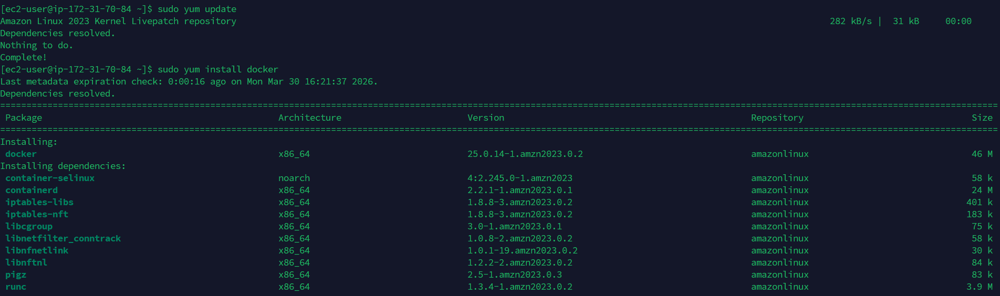 [ec2-user@ip-172-31-70-84 ~]$ sudo yum update
Amazon Linux 2023 Kernel Livepatch repository 282 kB/s | 31 kB 00:00
Dependencies resolved.
Nothing to do.
Complete!
[ec2-user@ip-172-31-70-84 ~]$ sudo yum install docker
Last metadata expiration check: 0:00:16 ago on Mon Mar 30 16:21:37 2026.
Dependencies resolved.
================================================================================
Package Architecture Version Repository Size
================================================================================
Installing:
docker x86_64 25.0.14-1.amzn2023.0.2 amazonlinux 46 M
Installing dependencies:
container-selinux noarch 4:2.245.0-1.amzn2023 amazonlinux 58 k
containerd x86_64 2.2.1-1.amzn2023.0.1 amazonlinux 24 M
iptables-libs x86_64 1.8.8-3.amzn2023.0.2 amazonlinux 401 k
iptables-nft x86_64 1.8.8-3.amzn2023.0.2 amazonlinux 183 k
libcgroup x86_64 3.0-1.amzn2023.0.1 amazonlinux 75 k
libnetfilter_conntrack x86_64 1.0.8-2.amzn2023.0.2 amazonlinux 58 k
libnfnetlink x86_64 1.0.1-19.amzn2023.0.2 amazonlinux 30 k
libnftnl x86_64 1.2.2-2.amzn2023.0.2 amazonlinux 84 k
pigz x86_64 2.5-1.amzn2023.0.3 amazonlinux 83 k
runc x86_64 1.3.4-1.amzn2023.0.2 amazonlinux 3.9 M